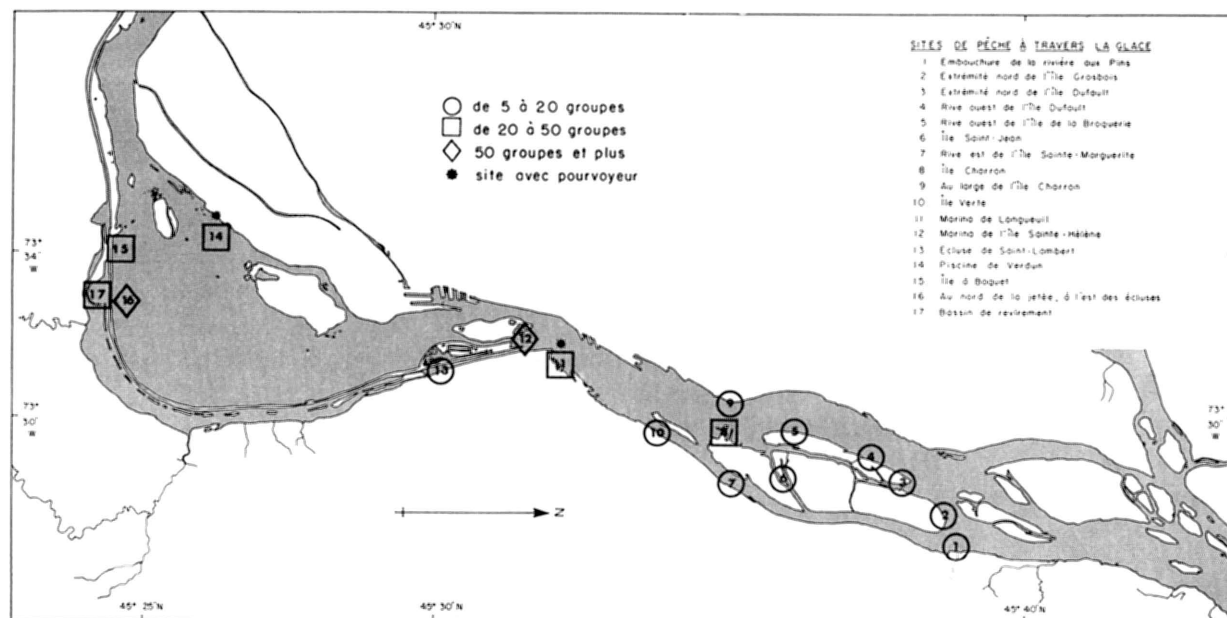 45° 30' N
SITES DE PÊCHE À TRAVERS LA GLACE
1 Embouchure de la rivière aux Pins
2 Extrémité nord de l'Île Grosbois
3 Extrémité nord de l'Île Dufault
4 Rive ouest de l'Île Dufault
5 Rive ouest de l'Île de la Broquerie
6 Île Saint-Jean
7 Rive est de l'Île Sainte-Marguerite
8 Île Charron
9 Au large de l'Île Charron
10 Île Verte
11 Marina de Longueuil
12 Marina de l'Île Sainte-Hélène
13 Écluse de Saint-Lambert
14 Piscine de Verdun
15 Île à Boquet
16 Au nord de la jetée, à l'est des écluses
17 Bassin de revirement
de 5 à 20 groupes
de 20 à 50 groupes
50 groupes et plus
site avec pourvoyeur
73° 34' W
14
15
17
16
12
11
13
73° 30' W
73° 30' W
9
10
8
5
4
7
6
3
2
1
N
45° 25' N
45° 30' N
45° 40' N